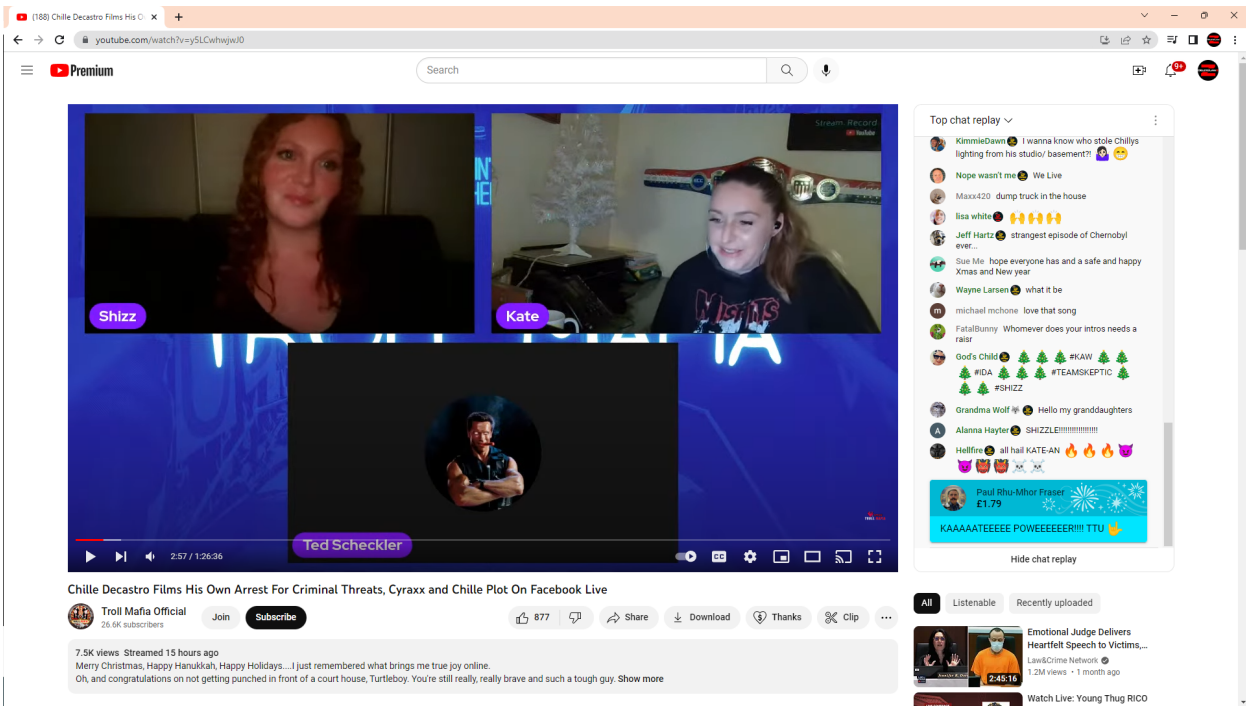 (188) Chille Decastro Films His O
youtube.com/watch?v=y5LCwhwjwJ0
Premium
Search
9+
Stream. Record
YouTube
Shizz
Kate
MISFITS
TROLL MAFIA
Ted Scheckler
2:57 / 1:26:36
CC
Chille Decastro Films His Own Arrest For Criminal Threats, Cyraxx and Chille Plot On Facebook Live
Troll Mafia Official
26.6K subscribers
Join
Subscribe
877
Share
Download
Thanks
Clip
7.5K views Streamed 15 hours ago
Merry Christmas, Happy Hanukkah, Happy Holidays....I just remembered what brings me true joy online.
Oh, and congratulations on not getting punched in front of a court house, Turtleboy. You're still really, really brave and such a tough guy. Show more
Top chat replay
KimmieDawn I wanna know who stole Chillys
lighting from his studio/ basement?! 🤷🏻‍♀️ 😁
Nope wasn't me We Live
Maxx420 dump truck in the house
lisa white 🙌 🙌 🙌
Jeff Hartz strangest episode of Chernobyl
ever...
Sue Me hope everyone has and a safe and happy
Xmas and New year
Wayne Larsen what it be
m
michael mchone love that song
FatalBunny Whomever does your intros needs a
raisr
God's Child 🎄 🎄 🎄 #KAW 🎄 🎄
🎄 #IDA 🎄 🎄 🎄 #TEAMSKEPTIC 🎄
🎄 🎄 #SHIZZ
Grandma Wolf 🕷 Hello my granddaughters
A
Alanna Hayter SHIZZLE!!!!!!!!!!!!!!!!!!
Hellfire all hail KATE-AN 🔥 🔥 🔥 😈
😈 👹 👹 ☠️ ☠️
Paul Rhu-Mhor Fraser
£1.79
KAAAAATEEEEE POWEEEEEER!!!! TTU 🤟
Hide chat replay
All
Listenable
Recently uploaded
Emotional Judge Delivers
Heartfelt Speech to Victims,...
Law&Crime Network
1.2M views • 1 month ago
2:45:16
Watch Live: Young Thug RICO